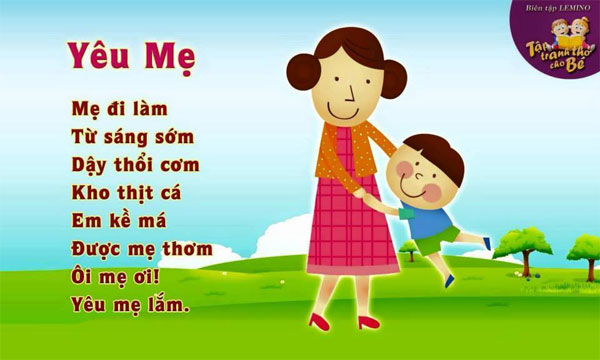 Biên tập LEMINO
Tập
tranh thơ
cho Bé
Yêu Mẹ
Mẹ đi làm
Từ sáng sớm
Dậy thổi cơm
Kho thịt cá
Em kề má
Được mẹ thơm
Ôi mẹ ơi!
Yêu mẹ lắm.